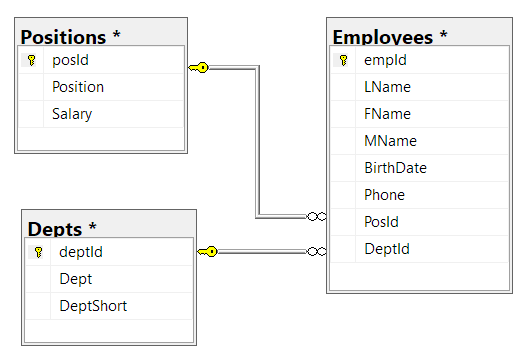 Positions *
posId
Position
Salary
Employees *
empId
LName
FName
MName
BirthDate
Phone
PosId
DeptId
Depts *
deptId
Dept
DeptShort